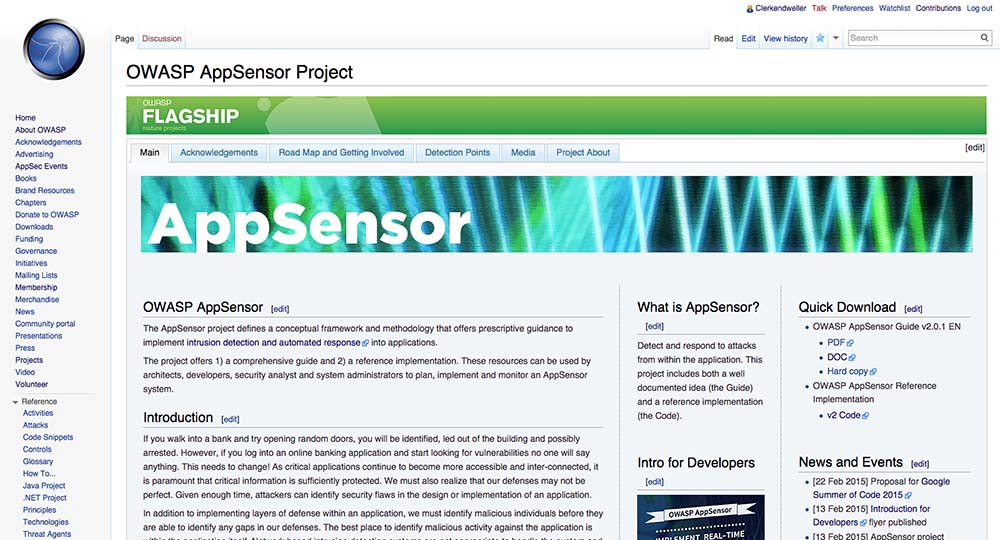 Clerkendweller Talk Preferences Watchlist Contributions Log out
Page Discussion Read Edit View history Search
OWASP AppSensor Project
OWASP
FLAGSHIP
mature projects
Main Acknowledgements Road Map and Getting Involved Detection Points Media Project About [edit]
AppSensor
Home
About OWASP
Acknowledgements
Advertising
AppSec Events
Books
Brand Resources
Chapters
Donate to OWASP
Downloads
Funding
Governance
Initiatives
Mailing Lists
Membership
Merchandise
News
Community portal
Presentations
Press
Projects
Video
Volunteer
Reference
Activities
Attacks
Code Snippets
Controls
Glossary
How To...
Java Project
.NET Project
Principles
Technologies
Threat Agents
OWASP AppSensor [edit]
The AppSensor project defines a conceptual framework and methodology that offers prescriptive guidance to
implement intrusion detection and automated response into applications.
The project offers 1) a comprehensive guide and 2) a reference implementation. These resources can be used by
architects, developers, security analyst and system administrators to plan, implement and monitor an AppSensor
system.
Introduction [edit]
If you walk into a bank and try opening random doors, you will be identified, led out of the building and possibly
arrested. However, if you log into an online banking application and start looking for vulnerabilities no one will say
anything. This needs to change! As critical applications continue to become more accessible and inter-connected, it
is paramount that critical information is sufficiently protected. We must also realize that our defenses may not be
perfect. Given enough time, attackers can identify security flaws in the design or implementation of an application.
In addition to implementing layers of defense within an application, we must identify malicious individuals before they
are able to identify any gaps in our defenses. The best place to identify malicious activity against the application is
What is AppSensor?
[edit]
Detect and respond to attacks
from within the application. This
project includes both a well
documented idea (the Guide)
and a reference implementation
(the Code).
Intro for Developers
[edit]
OWASP AppSensor
IMPLEMENT REAL-TIME
Quick Download [edit]
OWASP AppSensor Guide v2.0.1 EN
PDF
DOC
Hard copy
OWASP AppSensor Reference
Implementation
v2 Code
News and Events [edit]
[22 Feb 2015] Proposal for Google
Summer of Code 2015
[13 Feb 2015] Introduction for
Developers flyer published
[13 Feb 2015] AppSensor project